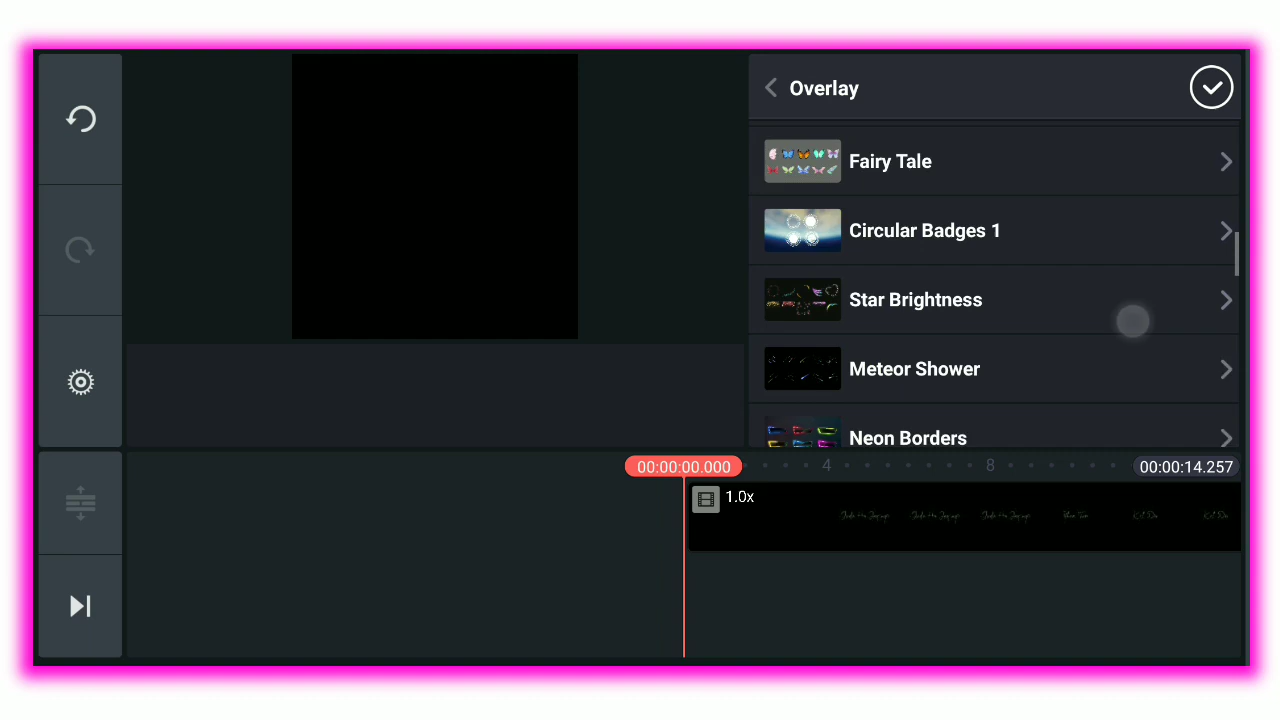 Overlay
Fairy Tale
Circular Badges 1
Star Brightness
Meteor Shower
Neon Borders
00:00:00.000
4
8
00:00:14.257
1.0x